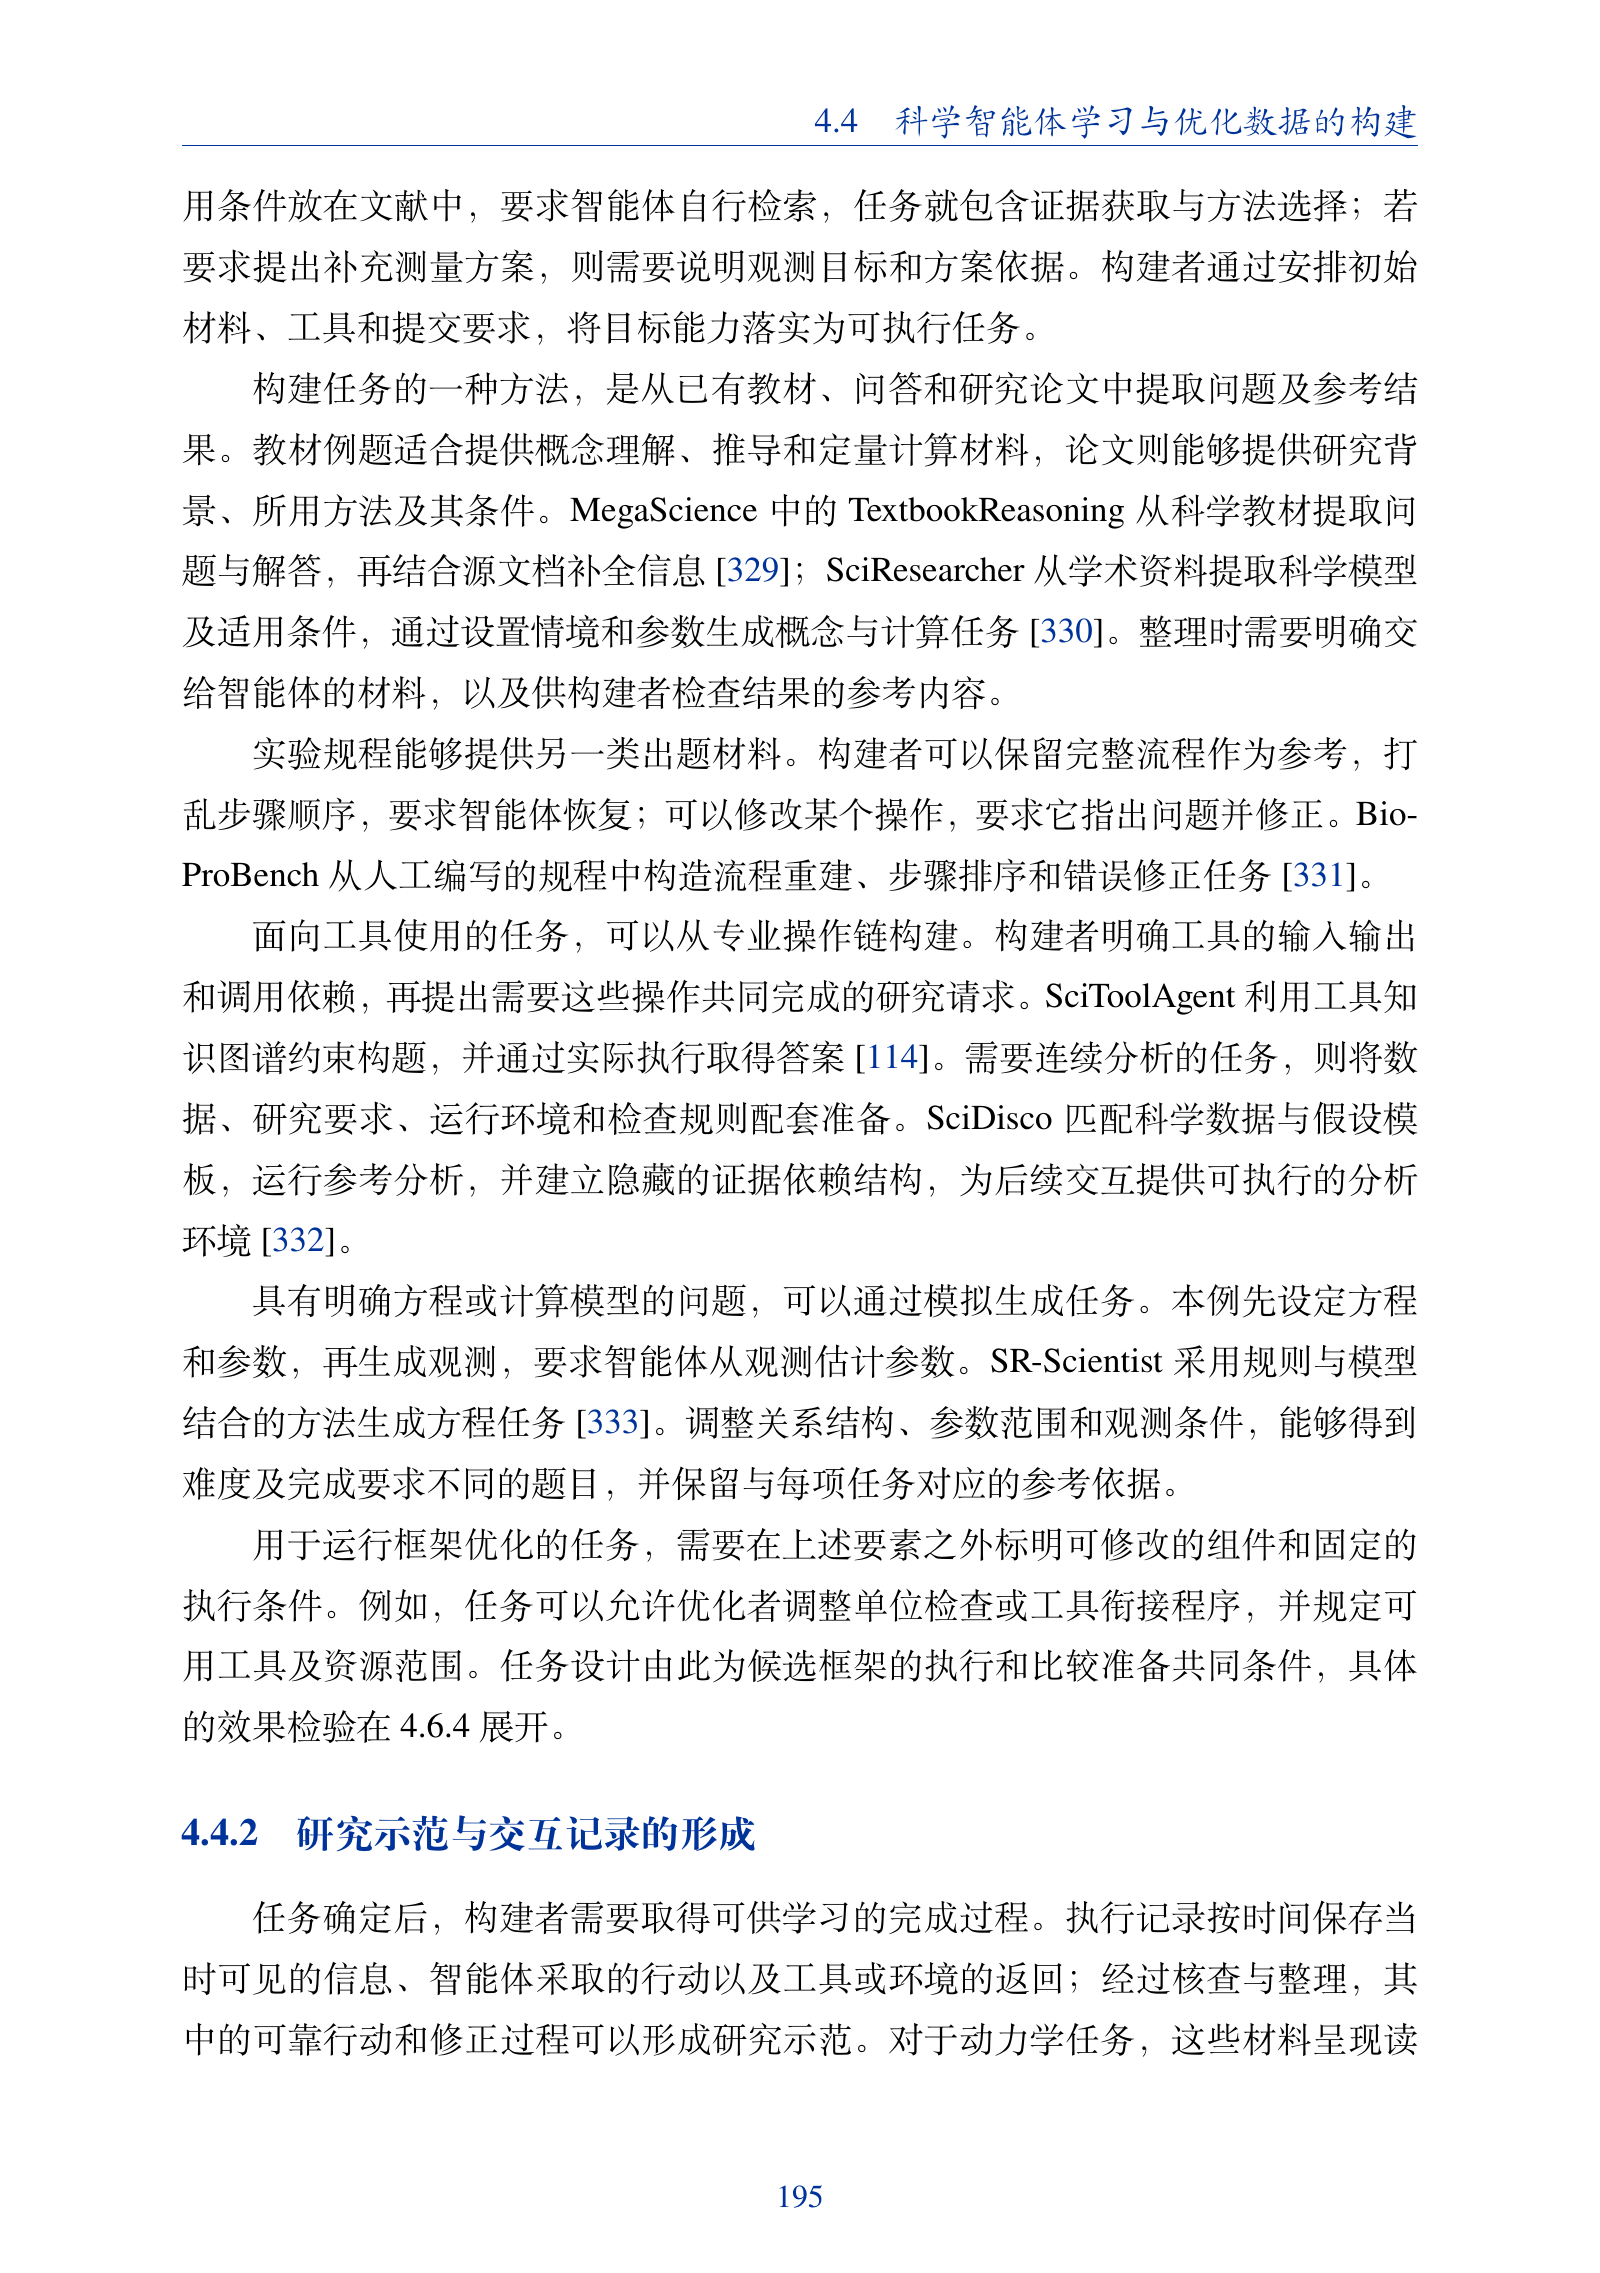 4.4 科学智能体学习与优化数据的构建
用条件放在文献中，要求智能体自行检索，任务就包含证据获取与方法选择；若
要求提出补充测量方案，则需要说明观测目标和方案依据。构建者通过安排初始
材料、工具和提交要求，将目标能力落实为可执行任务。
构建任务的一种方法，是从已有教材、问答和研究论文中提取问题及参考结
果。教材例题适合提供概念理解、推导和定量计算材料，论文则能够提供研究背
景、所用方法及其条件。MegaScience 中的 TextbookReasoning 从科学教材提取问
题与解答，再结合源文档补全信息 [329]；SciResearcher 从学术资料提取科学模型
及适用条件，通过设置情境和参数生成概念与计算任务 [330]。整理时需要明确交
给智能体的材料，以及供构建者检查结果的参考内容。
实验规程能够提供另一类出题材料。构建者可以保留完整流程作为参考，打
乱步骤顺序，要求智能体恢复；可以修改某个操作，要求它指出问题并修正。Bio-
ProBench 从人工编写的规程中构造流程重建、步骤排序和错误修正任务 [331]。
面向工具使用的任务，可以从专业操作链构建。构建者明确工具的输入输出
和调用依赖，再提出需要这些操作共同完成的研究请求。SciToolAgent 利用工具知
识图谱约束构题，并通过实际执行取得答案 [114]。需要连续分析的任务，则将数
据、研究要求、运行环境和检查规则配套准备。SciDisco 匹配科学数据与假设模
板，运行参考分析，并建立隐藏的证据依赖结构，为后续交互提供可执行的分析
环境 [332]。
具有明确方程或计算模型的问题，可以通过模拟生成任务。本例先设定方程
和参数，再生成观测，要求智能体从观测估计参数。SR-Scientist 采用规则与模型
结合的方法生成方程任务 [333]。调整关系结构、参数范围和观测条件，能够得到
难度及完成要求不同的题目，并保留与每项任务对应的参考依据。
用于运行框架优化的任务，需要在上述要素之外标明可修改的组件和固定的
执行条件。例如，任务可以允许优化者调整单位检查或工具衔接程序，并规定可
用工具及资源范围。任务设计由此为候选框架的执行和比较准备共同条件，具体
的效果检验在 4.6.4 展开。
4.4.2 研究示范与交互记录的形成
任务确定后，构建者需要取得可供学习的完成过程。执行记录按时间保存当
时可见的信息、智能体采取的行动以及工具或环境的返回；经过核查与整理，其
中的可靠行动和修正过程可以形成研究示范。对于动力学任务，这些材料呈现读
195